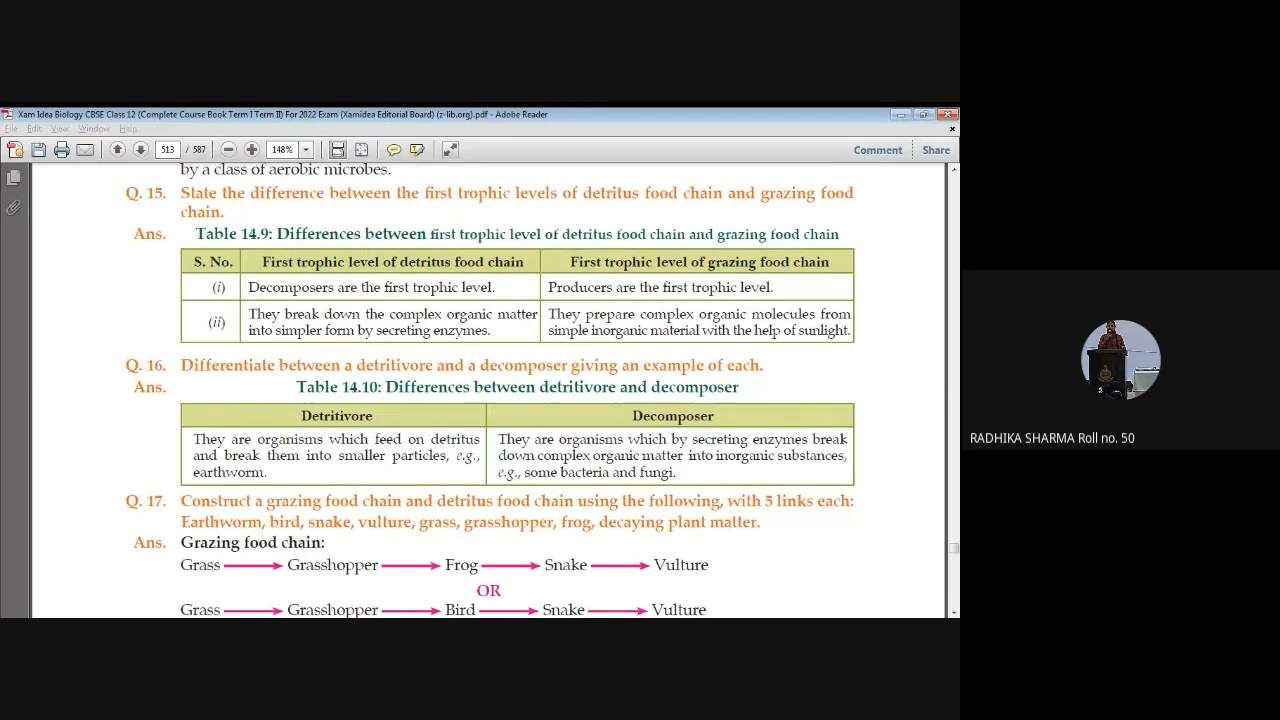 Xam Idea Biology CBSE Class 12 (Complete Course Book Term I Term II) For 2022 Exam (Xamidea Editorial Board) (z-lib.org).pdf - Adobe Reader
File Edit View Window Help
513 / 587 148% Comment Share
by a class of aerobic microbes.
Q. 15. State the difference between the first trophic levels of detritus food chain and grazing food
chain.
Ans. Table 14.9: Differences between first trophic level of detritus food chain and grazing food chain
S. No. First trophic level of detritus food chain First trophic level of grazing food chain
(i) Decomposers are the first trophic level. Producers are the first trophic level.
(ii) They break down the complex organic matter They prepare complex organic molecules from
into simpler form by secreting enzymes. simple inorganic material with the help of sunlight.
Q. 16. Differentiate between a detritivore and a decomposer giving an example of each.
Ans. Table 14.10: Differences between detritivore and decomposer
Detritivore Decomposer
They are organisms which feed on detritus They are organisms which by secreting enzymes break
and break them into smaller particles, e.g., down complex organic matter into inorganic substances,
earthworm. e.g., some bacteria and fungi.
RADHIKA SHARMA Roll no. 50
Q. 17. Construct a grazing food chain and detritus food chain using the following, with 5 links each:
Earthworm, bird, snake, vulture, grass, grasshopper, frog, decaying plant matter.
Ans. Grazing food chain:
Grass Grasshopper Frog Snake Vulture
OR
Grass Grasshopper Bird Snake Vulture